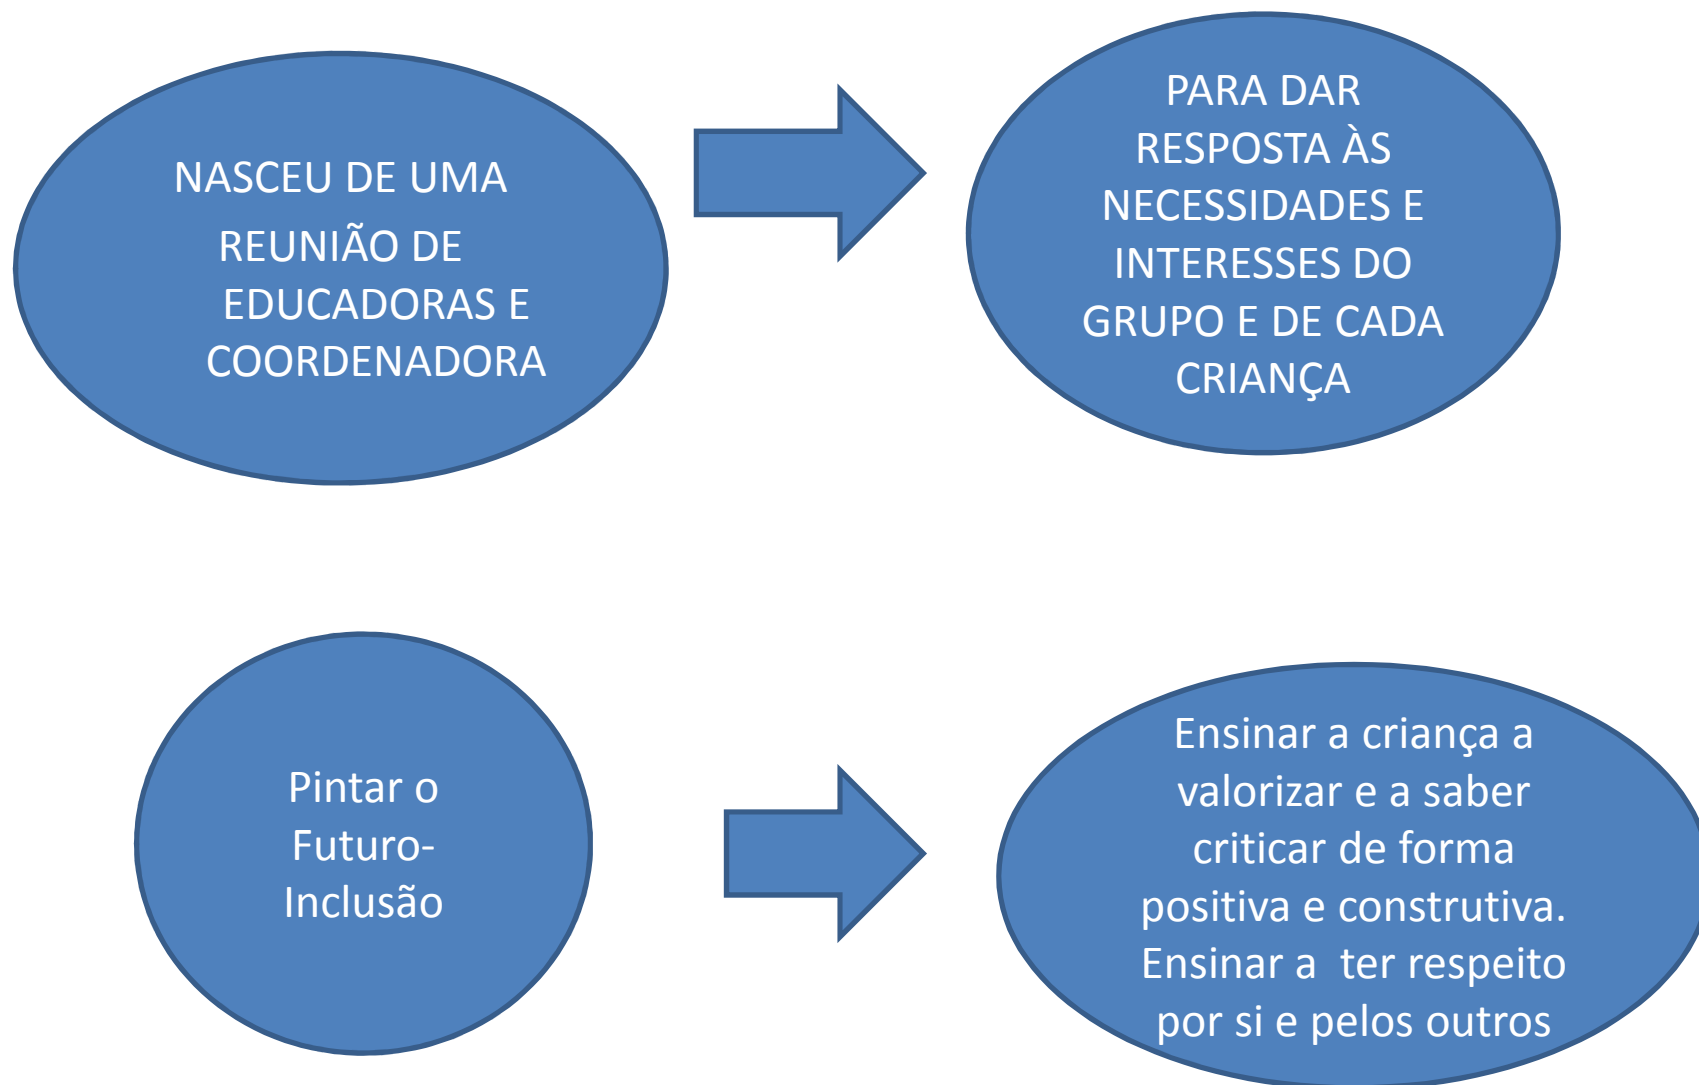 NASCEU DE UMA
REUNIÃO DE
EDUCADORAS E
COORDENADORA
PARA DAR
RESPOSTA ÀS
NECESSIDADES E
INTERESSES DO
GRUPO E DE CADA
CRIANÇA
Pintar o
Futuro-
Inclusão
Ensinar a criança a
valorizar e a saber
criticar de forma
positiva e construtiva.
Ensinar a  ter respeito
por si e pelos outros